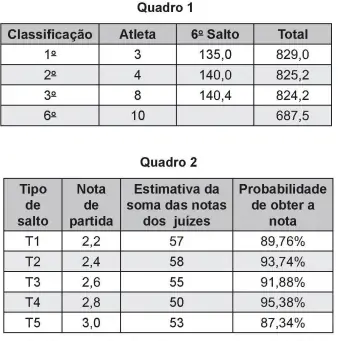 Quadro 1
Classificação Atleta 6º Salto Total
1º 3 135,0 829,0
2º 4 140,0 825,2
3º 8 140,4 824,2
6º 10 687,5
Quadro 2
Tipo de salto Nota de partida Estimativa da soma das notas dos juízes Probabilidade de obter a nota
T1 2,2 57 89,76%
T2 2,4 58 93,74%
T3 2,6 55 91,88%
T4 2,8 50 95,38%
T5 3,0 53 87,34%